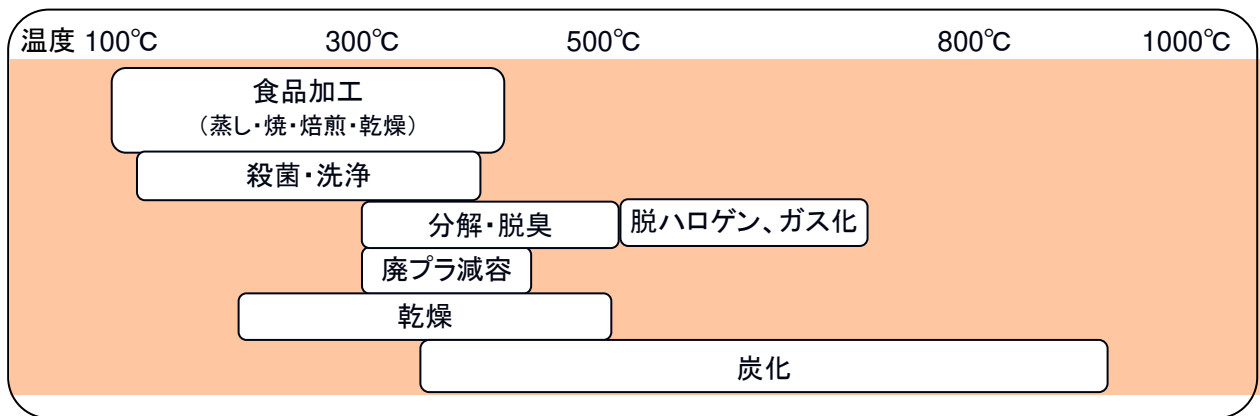 温度 100℃ 300℃ 500℃ 800℃ 1000℃
食品加工
（蒸し・焼・焙煎・乾燥）
殺菌・洗浄
分解・脱臭 脱ハロゲン、ガス化
廃プラ減容
乾燥
炭化